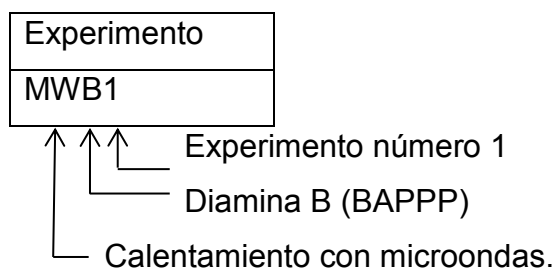 Experimento
MWB1
Experimento número 1
Diamina B (BAPPP)
Calentamiento con microondas.